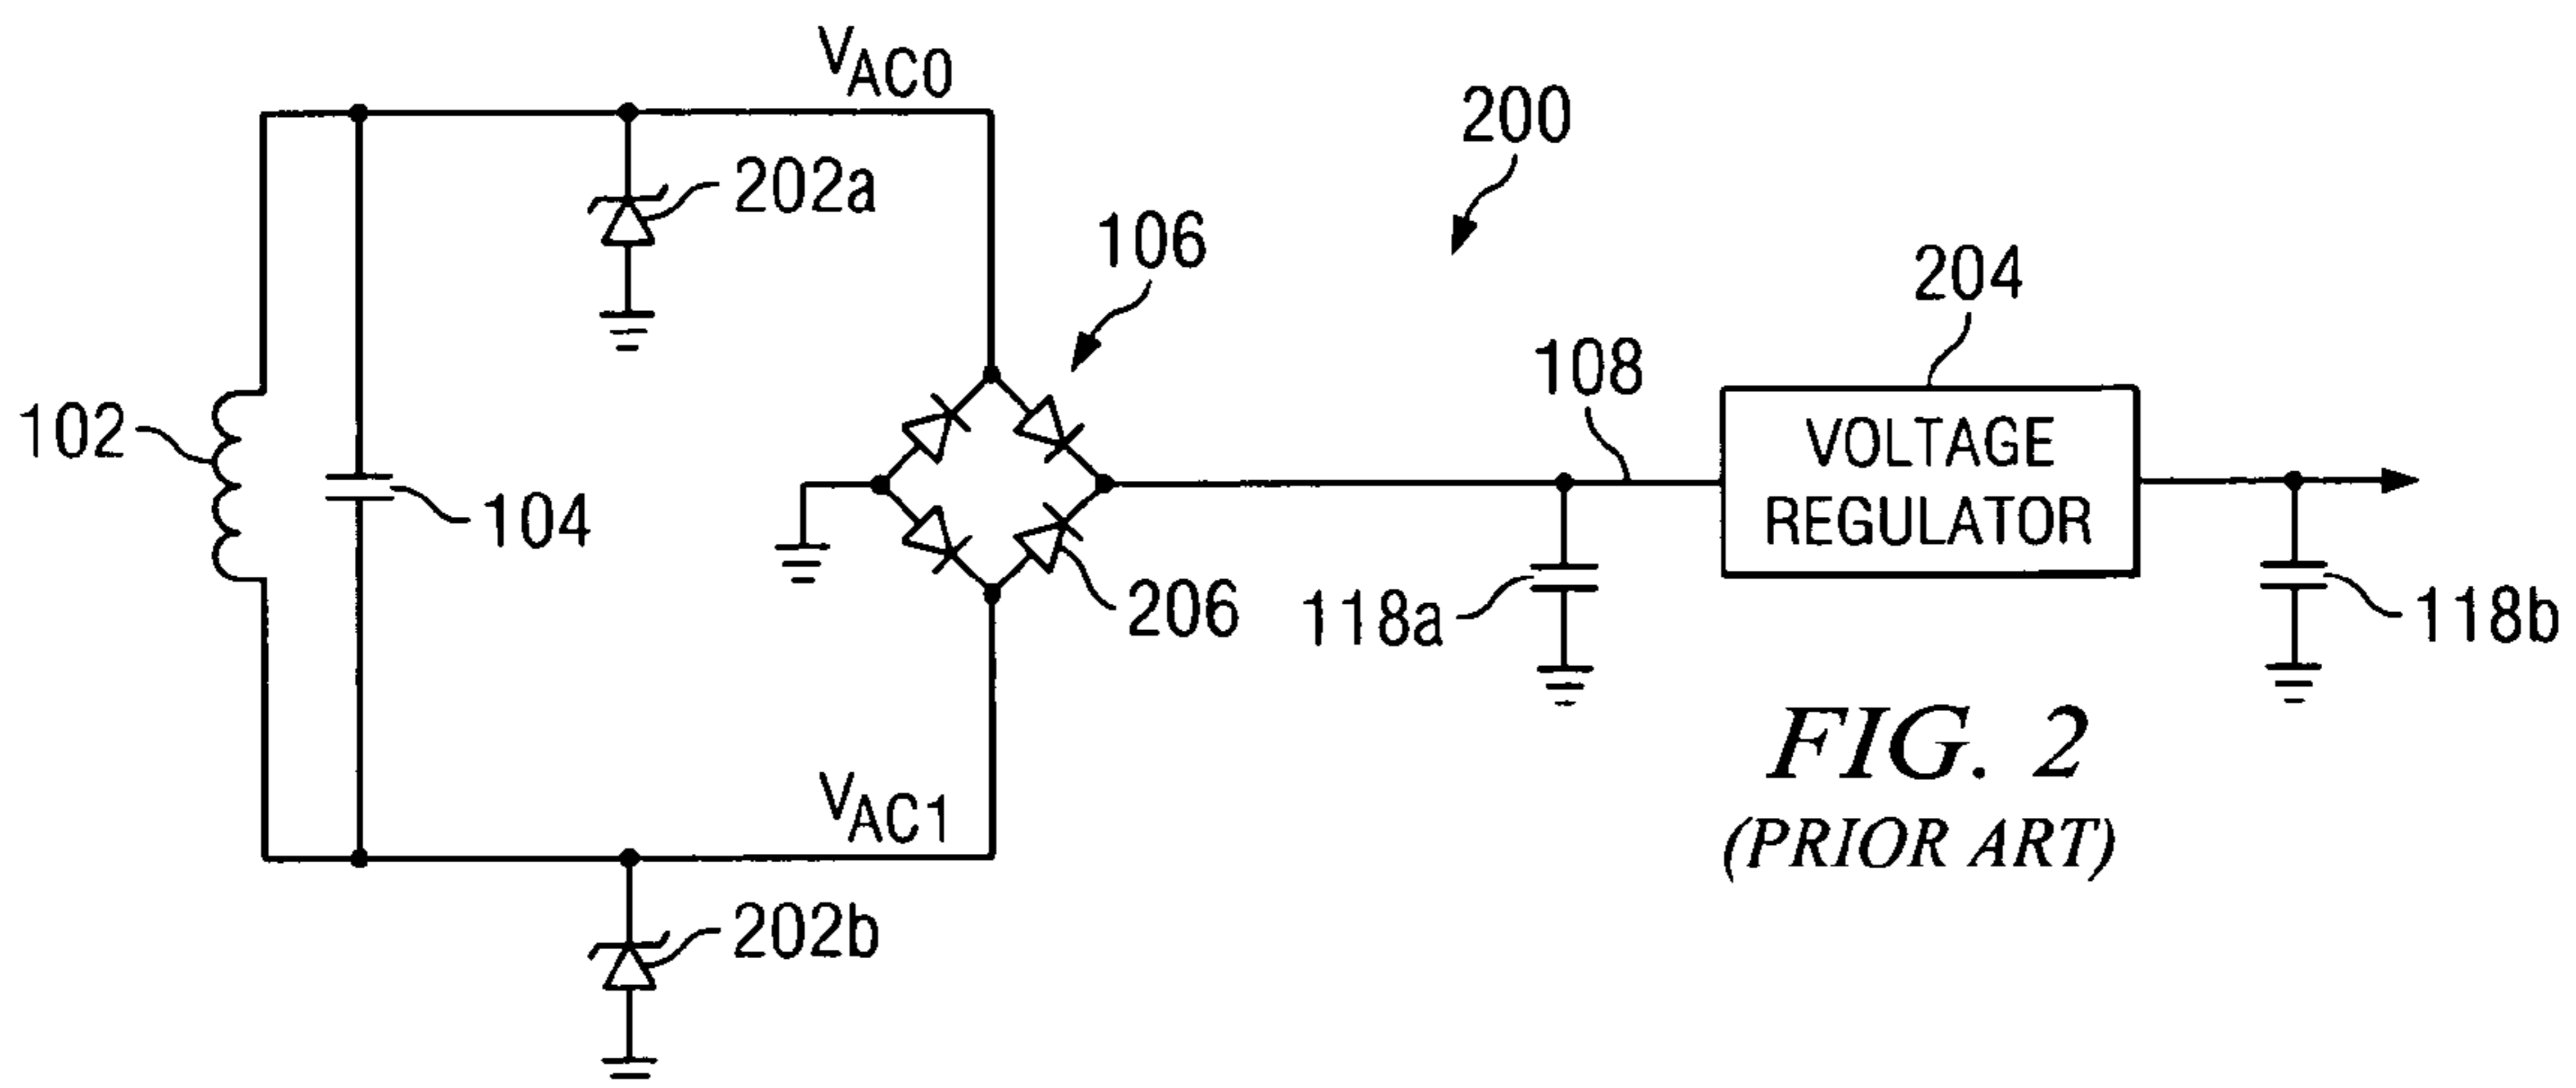 VAC0
200
202a
106
204
108
102
VOLTAGE
REGULATOR
104
206
118a
118b
FIG. 2
(PRIOR ART)
VAC1
202b